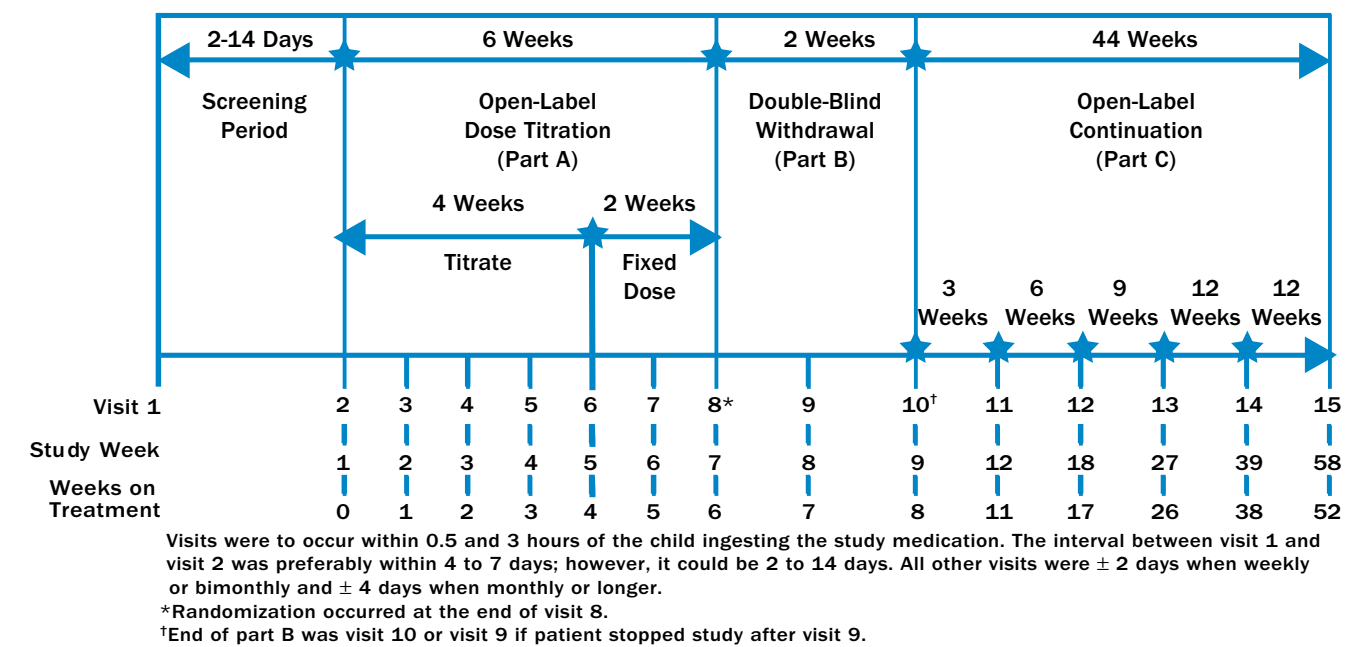 2-14 Days 6 Weeks 2 Weeks 44 Weeks
Screening Period
Open-Label Dose Titration (Part A)
Double-Blind Withdrawal (Part B)
Open-Label Continuation (Part C)
4 Weeks 2 Weeks
Titrate
Fixed Dose
3 Weeks 6 Weeks 9 Weeks 12 Weeks 12 Weeks
Visit 1 2 3 4 5 6 7 8* 9 10† 11 12 13 14 15
Study Week 1 2 3 4 5 6 7 8 9 12 18 27 39 58
Weeks on Treatment 0 1 2 3 4 5 6 7 8 11 17 26 38 52
Visits were to occur within 0.5 and 3 hours of the child ingesting the study medication. The interval between visit 1 and
visit 2 was preferably within 4 to 7 days; however, it could be 2 to 14 days. All other visits were ± 2 days when weekly
or bimonthly and ± 4 days when monthly or longer.
*Randomization occurred at the end of visit 8.
†End of part B was visit 10 or visit 9 if patient stopped study after visit 9.